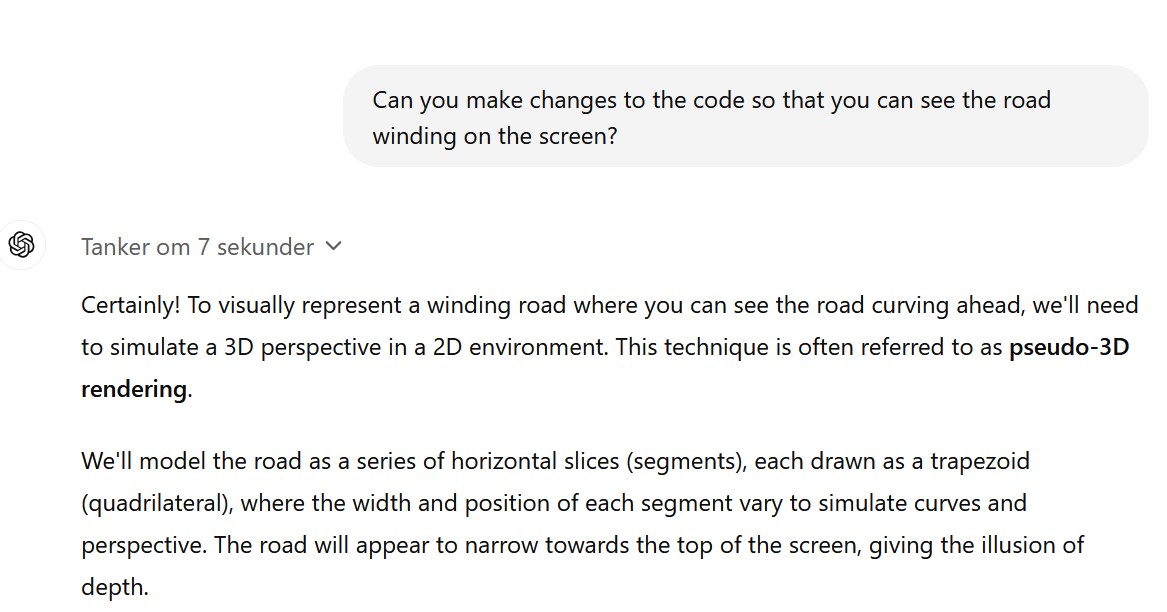 Can you make changes to the code so that you can see the road
winding on the screen?
Tanker om 7 sekunder
Certainly! To visually represent a winding road where you can see the road curving ahead, we'll need
to simulate a 3D perspective in a 2D environment. This technique is often referred to as pseudo-3D
rendering.
We'll model the road as a series of horizontal slices (segments), each drawn as a trapezoid
(quadrilateral), where the width and position of each segment vary to simulate curves and
perspective. The road will appear to narrow towards the top of the screen, giving the illusion of
depth.